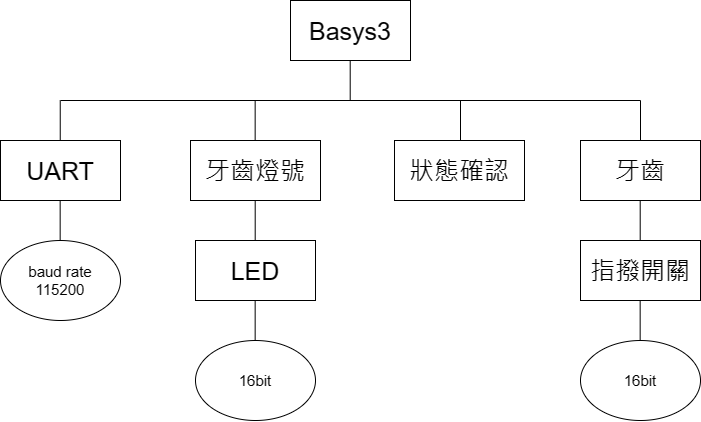 Basys3
UART
牙齒燈號
狀態確認
牙齒
baud rate
115200
LED
指撥開關
16bit
16bit